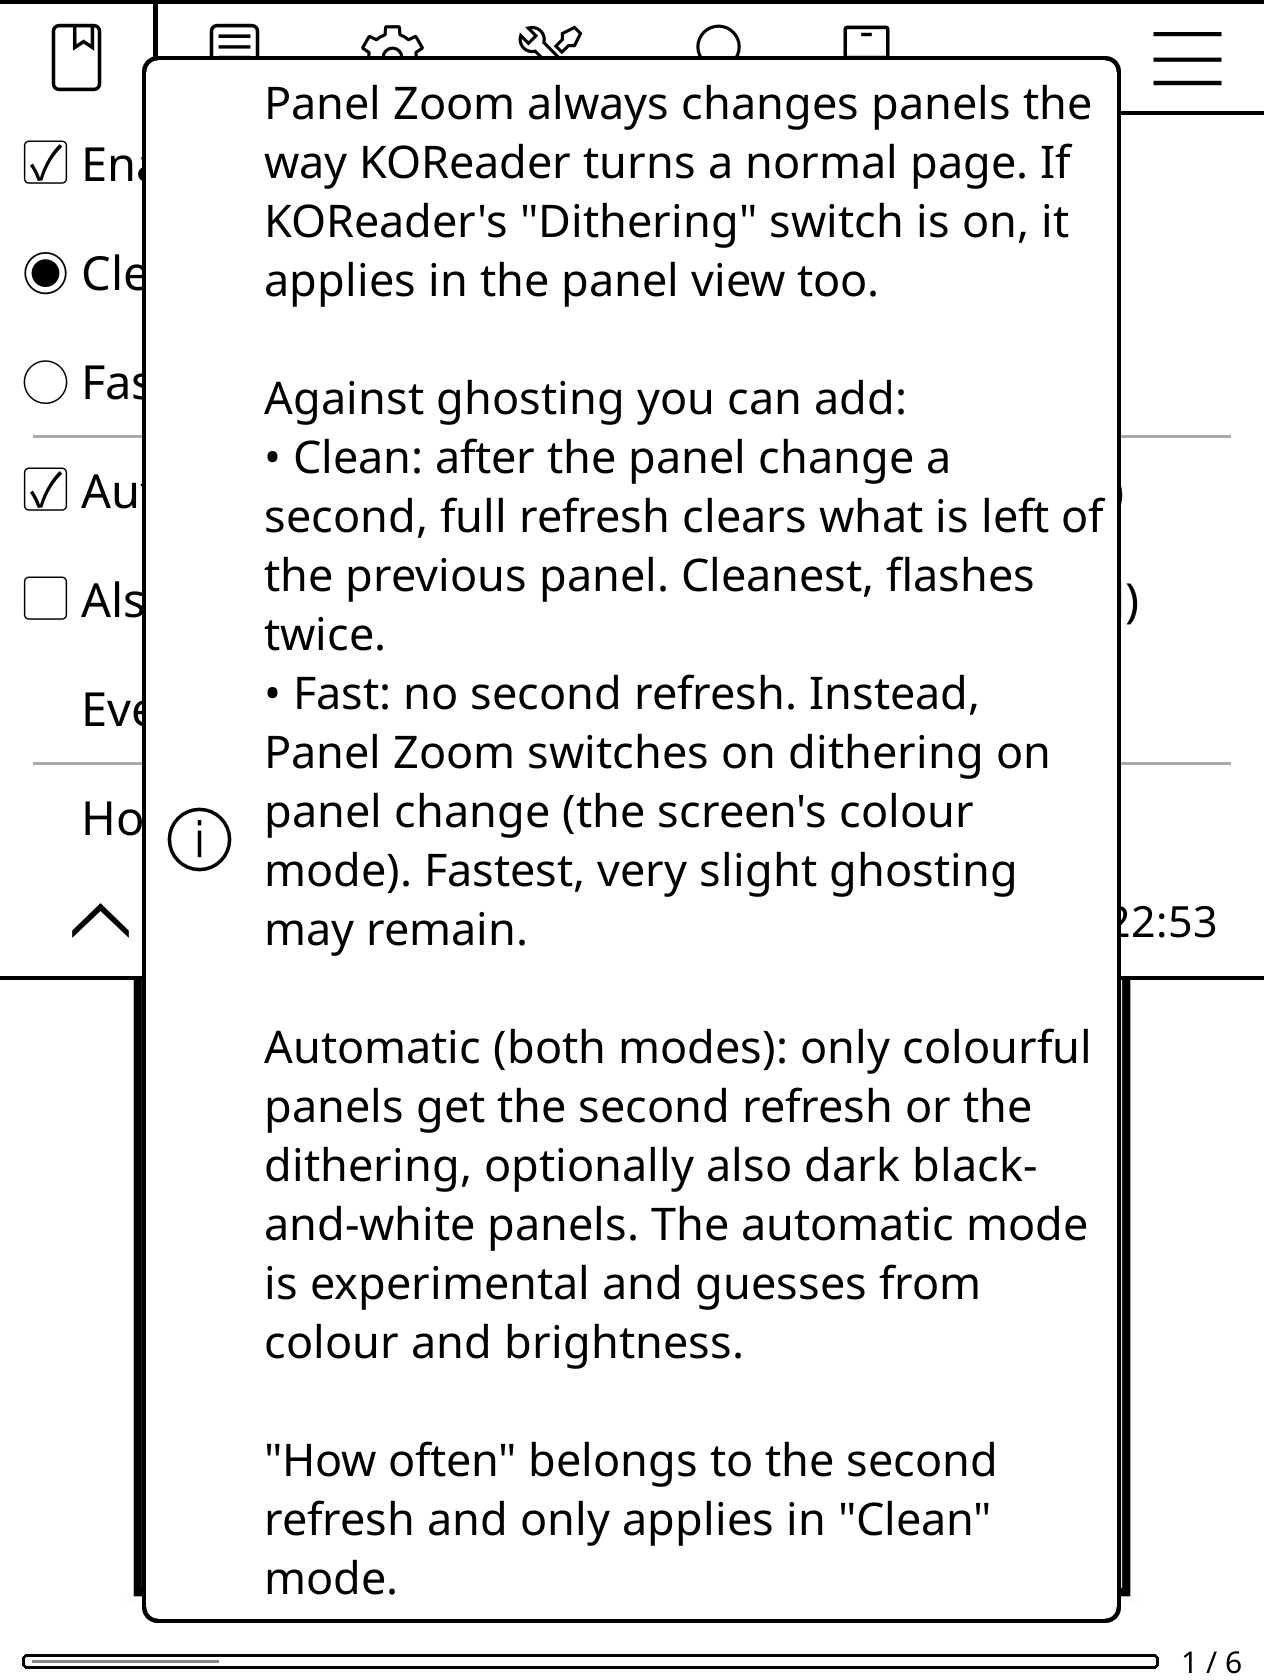 Panel Zoom always changes panels the
way KOReader turns a normal page. If
KOReader's "Dithering" switch is on, it
applies in the panel view too.
Against ghosting you can add:
• Clean: after the panel change a
second, full refresh clears what is left of
the previous panel. Cleanest, flashes
twice.
• Fast: no second refresh. Instead,
Panel Zoom switches on dithering on
panel change (the screen's colour
mode). Fastest, very slight ghosting
may remain.
Automatic (both modes): only colourful
panels get the second refresh or the
dithering, optionally also dark black-
and-white panels. The automatic mode
is experimental and guesses from
colour and brightness.
"How often" belongs to the second
refresh and only applies in "Clean"
mode.
22:53
1 / 6